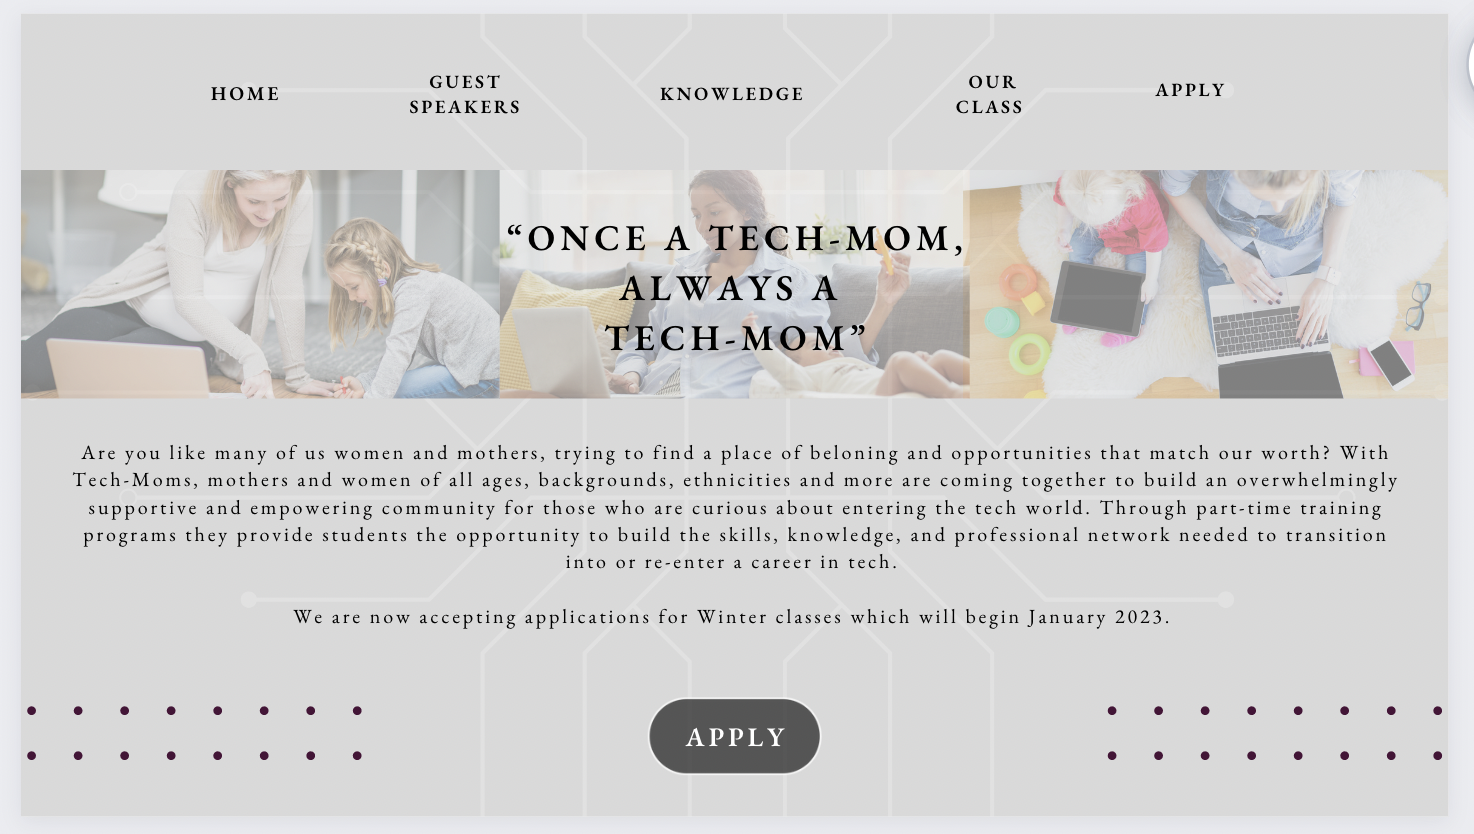 HOME
GUEST
SPEAKERS
KNOWLEDGE
OUR
CLASS
APPLY
“ONCE A TECH-MOM,
ALWAYS A
TECH-MOM”
Are you like many of us women and mothers, trying to find a place of beloning and opportunities that match our worth? With
Tech-Moms, mothers and women of all ages, backgrounds, ethnicities and more are coming together to build an overwhelmingly
supportive and empowering community for those who are curious about entering the tech world. Through part-time training
programs they provide students the opportunity to build the skills, knowledge, and professional network needed to transition
into or re-enter a career in tech.
We are now accepting applications for Winter classes which will begin January 2023.
APPLY